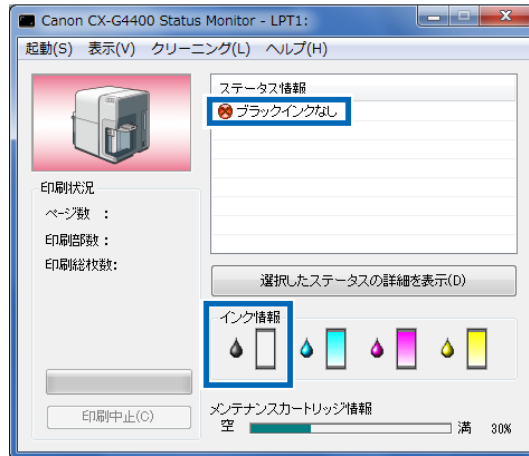 Canon CX-G4400 Status Monitor - LPT1:
起動(S) 表示(V) クリーニング(L) ヘルプ(H)
ステータス情報
ブラックインクなし
印刷状況
ページ数 :
印刷部数 :
印刷総枚数:
選択したステータスの詳細を表示(D)
インク情報
印刷中止(C)
メンテナンスカートリッジ情報
空 満 30%